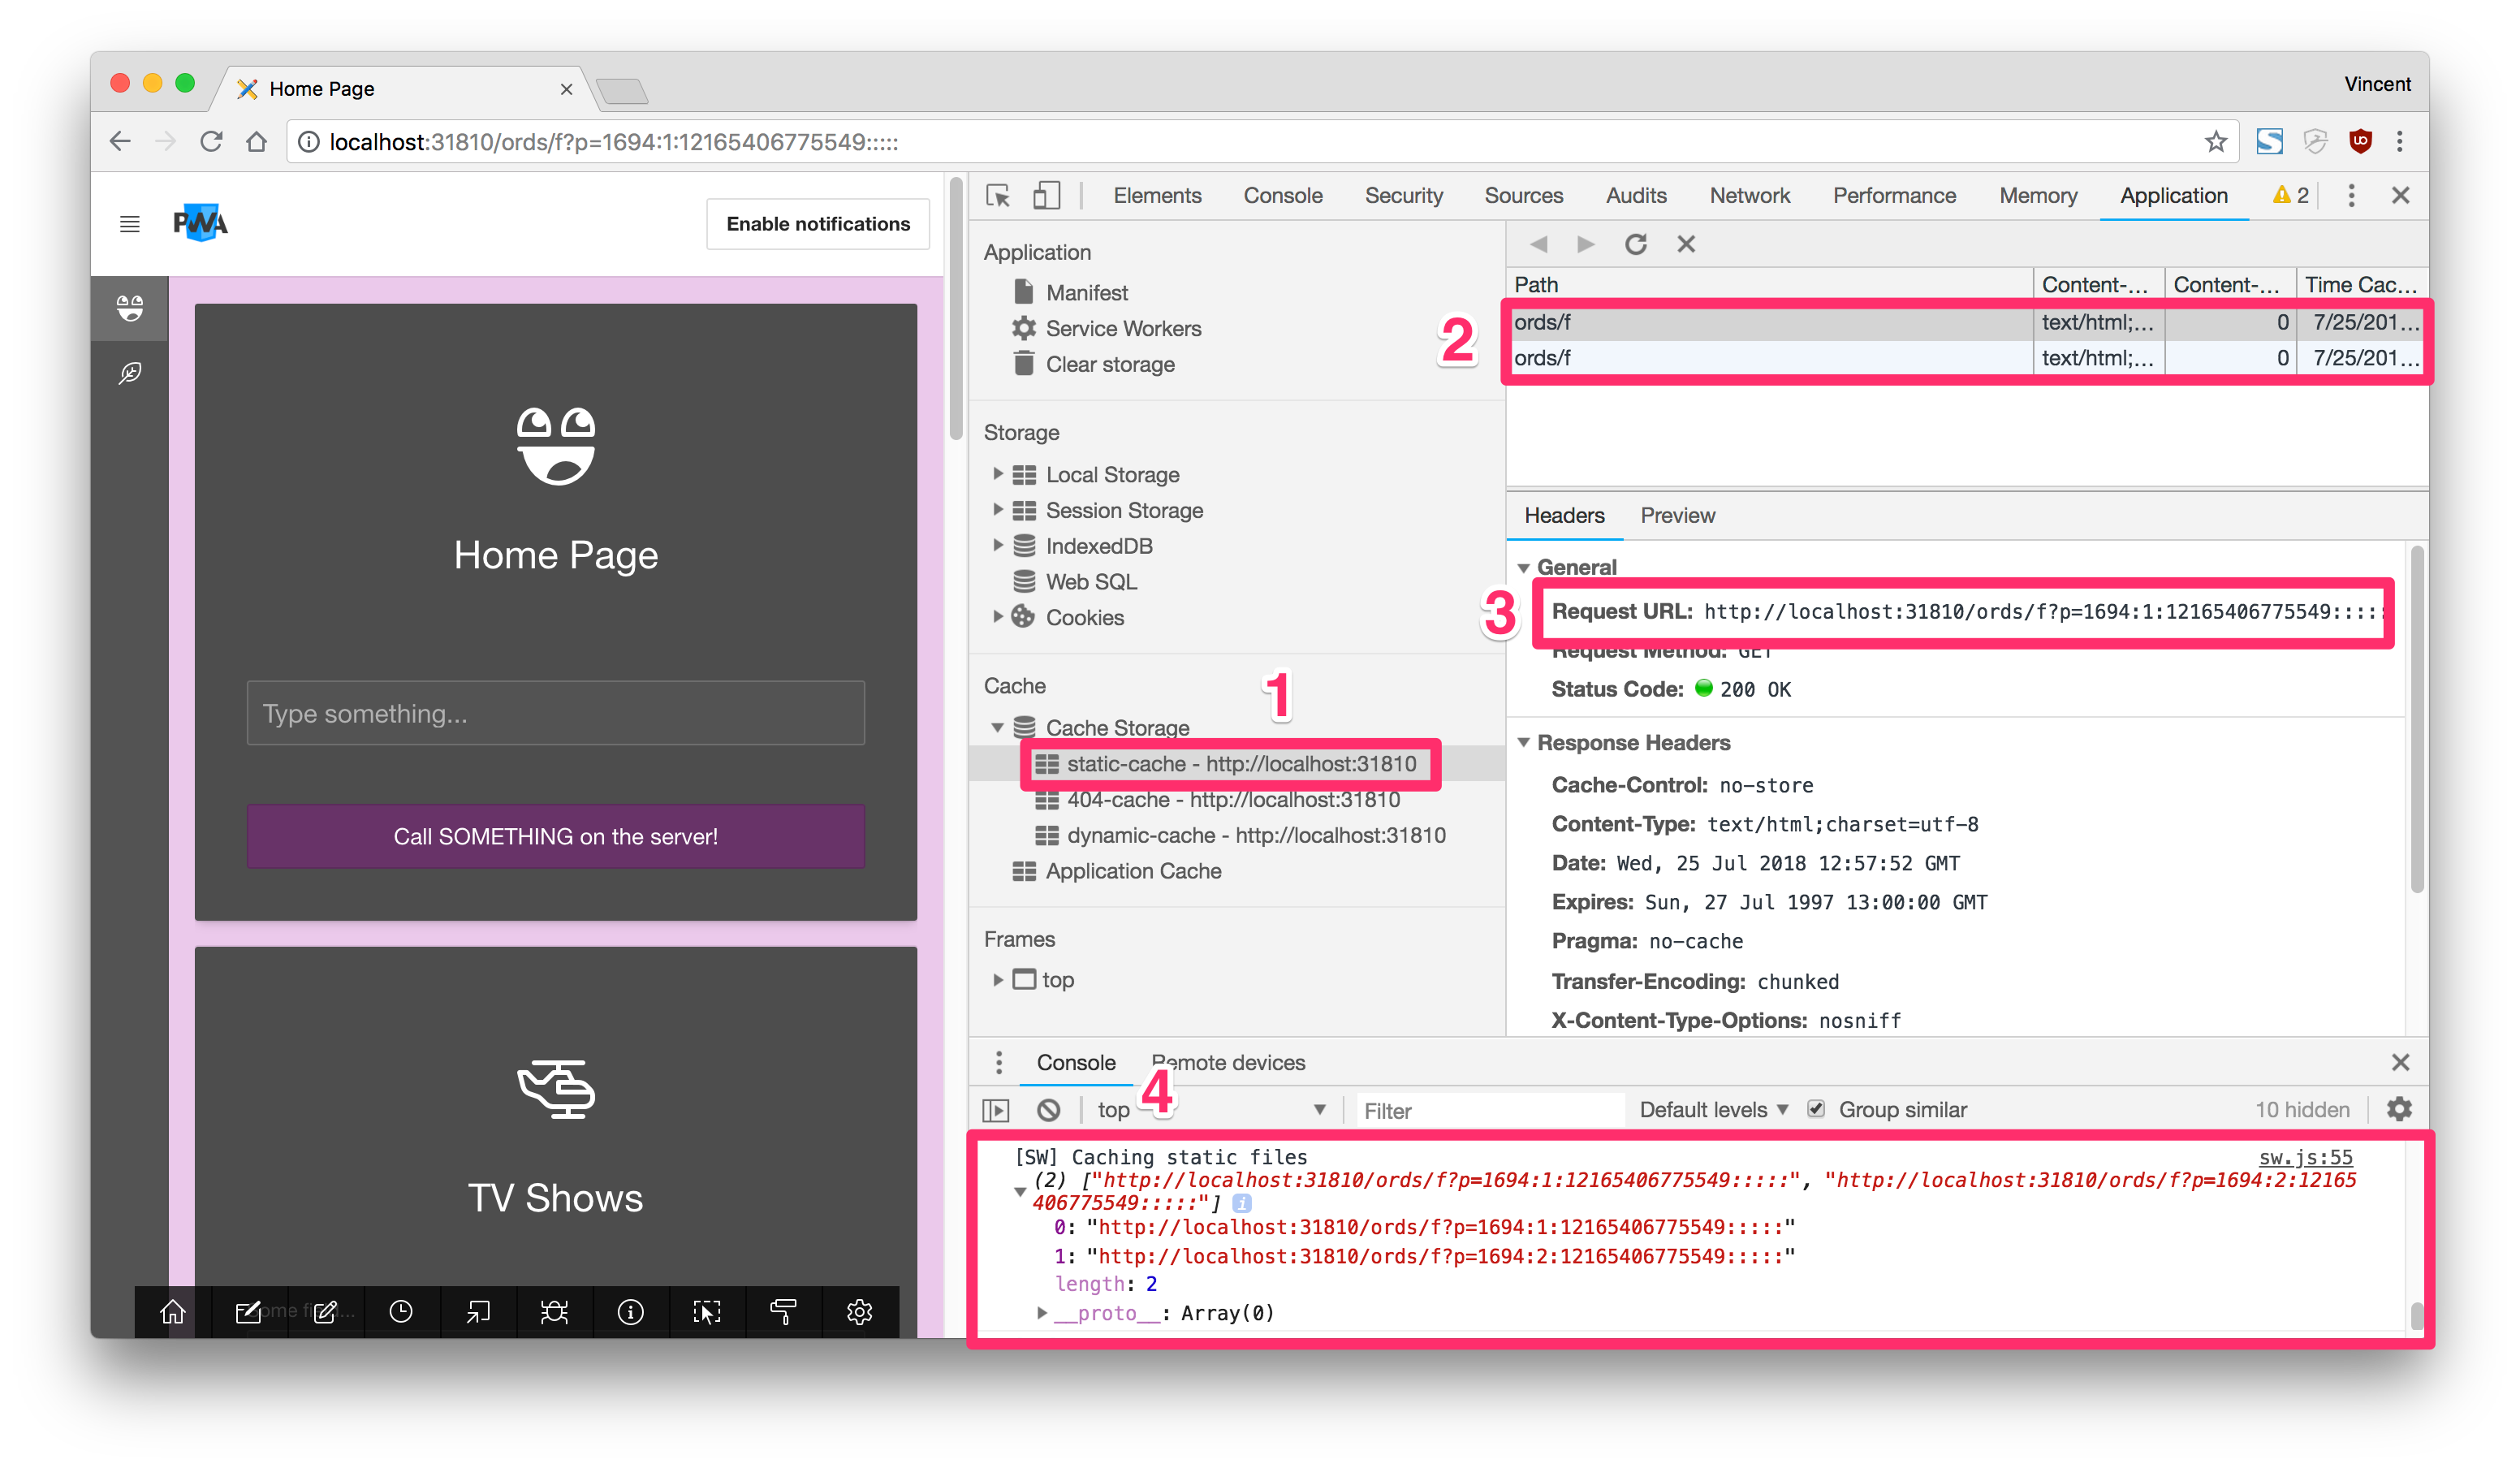 Home Page
Vincent
localhost:31810/ords/f?p=1694:1:12165406775549:::::
PWA
Enable notifications
Home Page
Type something...
Call SOMETHING on the server!
TV Shows
Elements Console Security Sources Audits Network Performance Memory Application 2
Application
Manifest
Service Workers
Clear storage
Storage
Local Storage
Session Storage
IndexedDB
Web SQL
Cookies
Cache
1
Cache Storage
static-cache - http://localhost:31810
404-cache - http://localhost:31810
dynamic-cache - http://localhost:31810
Application Cache
Frames
top
Path Content-... Content-... Time Cac...
2
ords/f text/html;... 0 7/25/201...
ords/f text/html;... 0 7/25/201...
Headers Preview
General
3
Request URL: http://localhost:31810/ords/f?p=1694:1:12165406775549:::::
Request Method: GET
Status Code: 200 OK
Response Headers
Cache-Control: no-store
Content-Type: text/html;charset=utf-8
Date: Wed, 25 Jul 2018 12:57:52 GMT
Expires: Sun, 27 Jul 1997 13:00:00 GMT
Pragma: no-cache
Transfer-Encoding: chunked
X-Content-Type-Options: nosniff
Console Remote devices
4
top Filter Default levels Group similar 10 hidden
[SW] Caching static files sw.js:55
(2) ["http://localhost:31810/ords/f?p=1694:1:12165406775549:::::", "http://localhost:31810/ords/f?p=1694:2:12165
406775549:::::"]
0: "http://localhost:31810/ords/f?p=1694:1:12165406775549:::::"
1: "http://localhost:31810/ords/f?p=1694:2:12165406775549:::::"
length: 2
__proto__: Array(0)